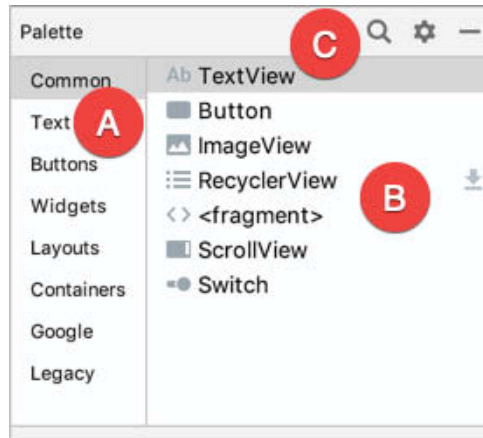 Palette
C
Common
Ab TextView
Text
A
Button
Buttons
ImageView
Widgets
RecyclerView
B
Layouts
<> <fragment>
Containers
ScrollView
Google
Switch
Legacy